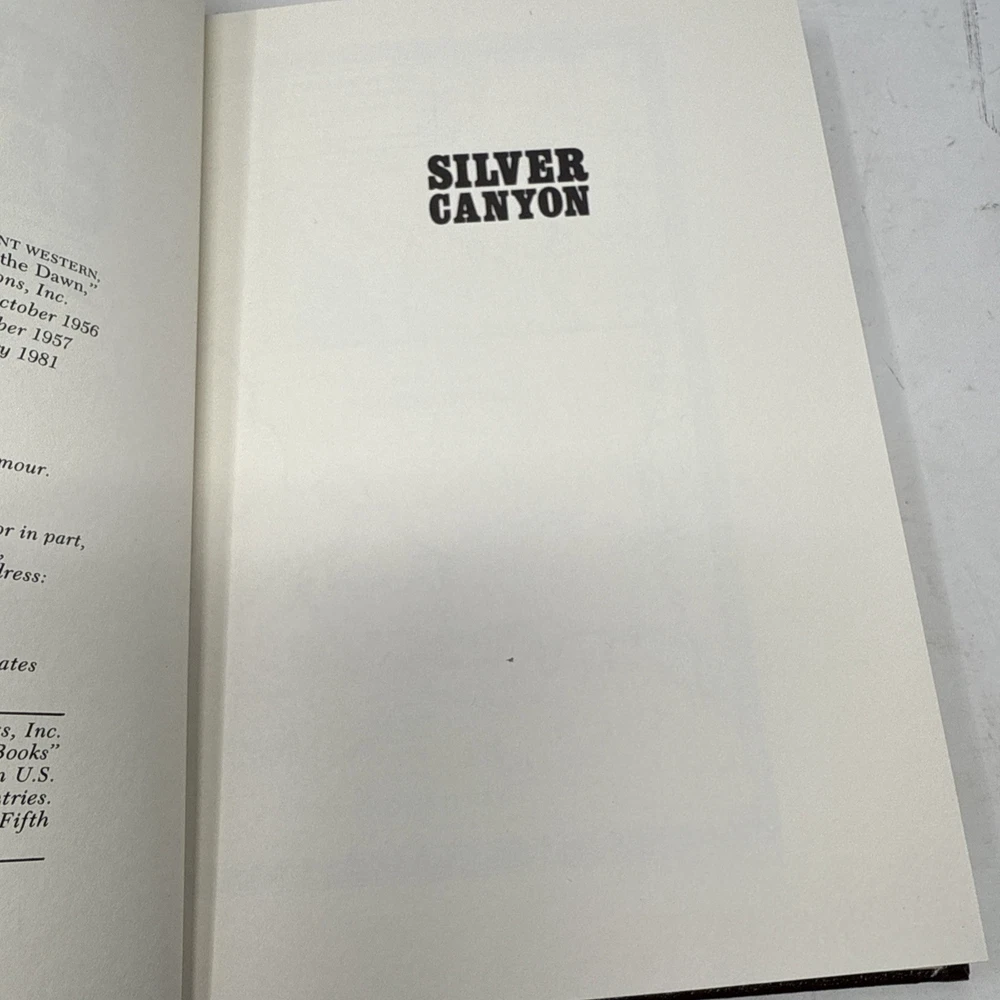 NT WESTERN,
the Dawn,"
ons, Inc.
ctober 1956
ber 1957
y 1981
mour.
or in part,
dress:
ates
s, Inc.
Books"
n U.S.
ntries.
Fifth
SILVER
CANYON